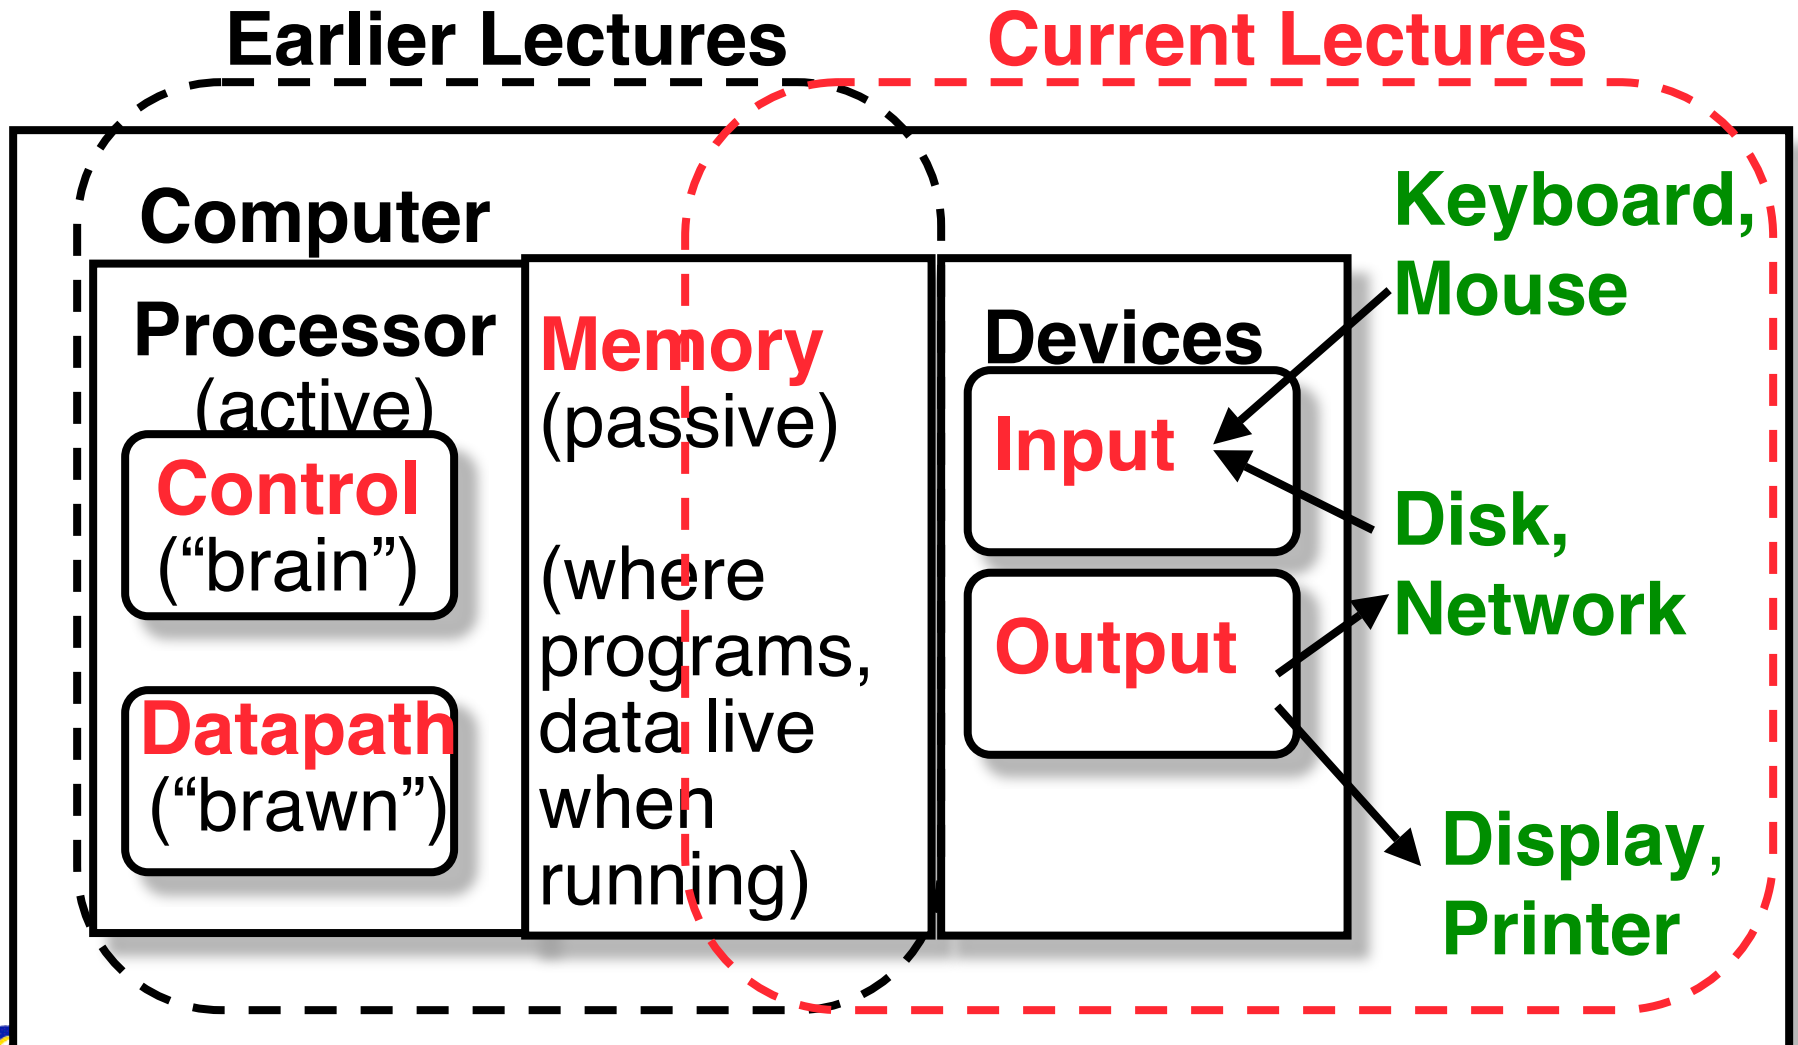 Earlier Lectures
Current Lectures
Computer
Processor
(active)
Control
(“brain”)
Datapath
(“brawn”)
Memory
(passive)
(where
programs,
data live
when
running)
Devices
Input
Output
Keyboard,
Mouse
Disk,
Network
Display,
Printer